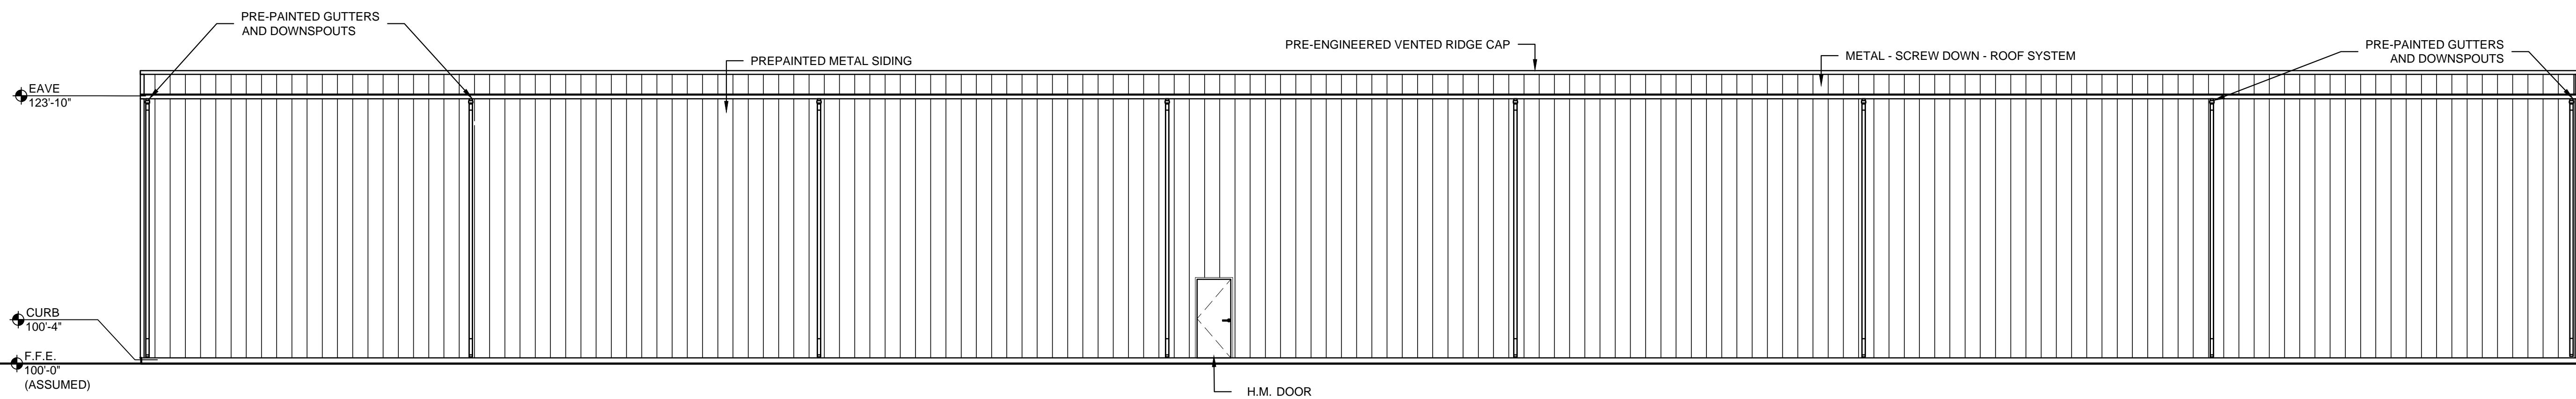 PRE-PAINTED GUTTERS
AND DOWNSPOUTS
PREPAINTED METAL SIDING
PRE-ENGINEERED VENTED RIDGE CAP
METAL - SCREW DOWN - ROOF SYSTEM
PRE-PAINTED GUTTERS
AND DOWNSPOUTS
EAVE
123'-10"
CURB
100'-4"
F.F.E.
100'-0"
(ASSUMED)
H.M. DOOR